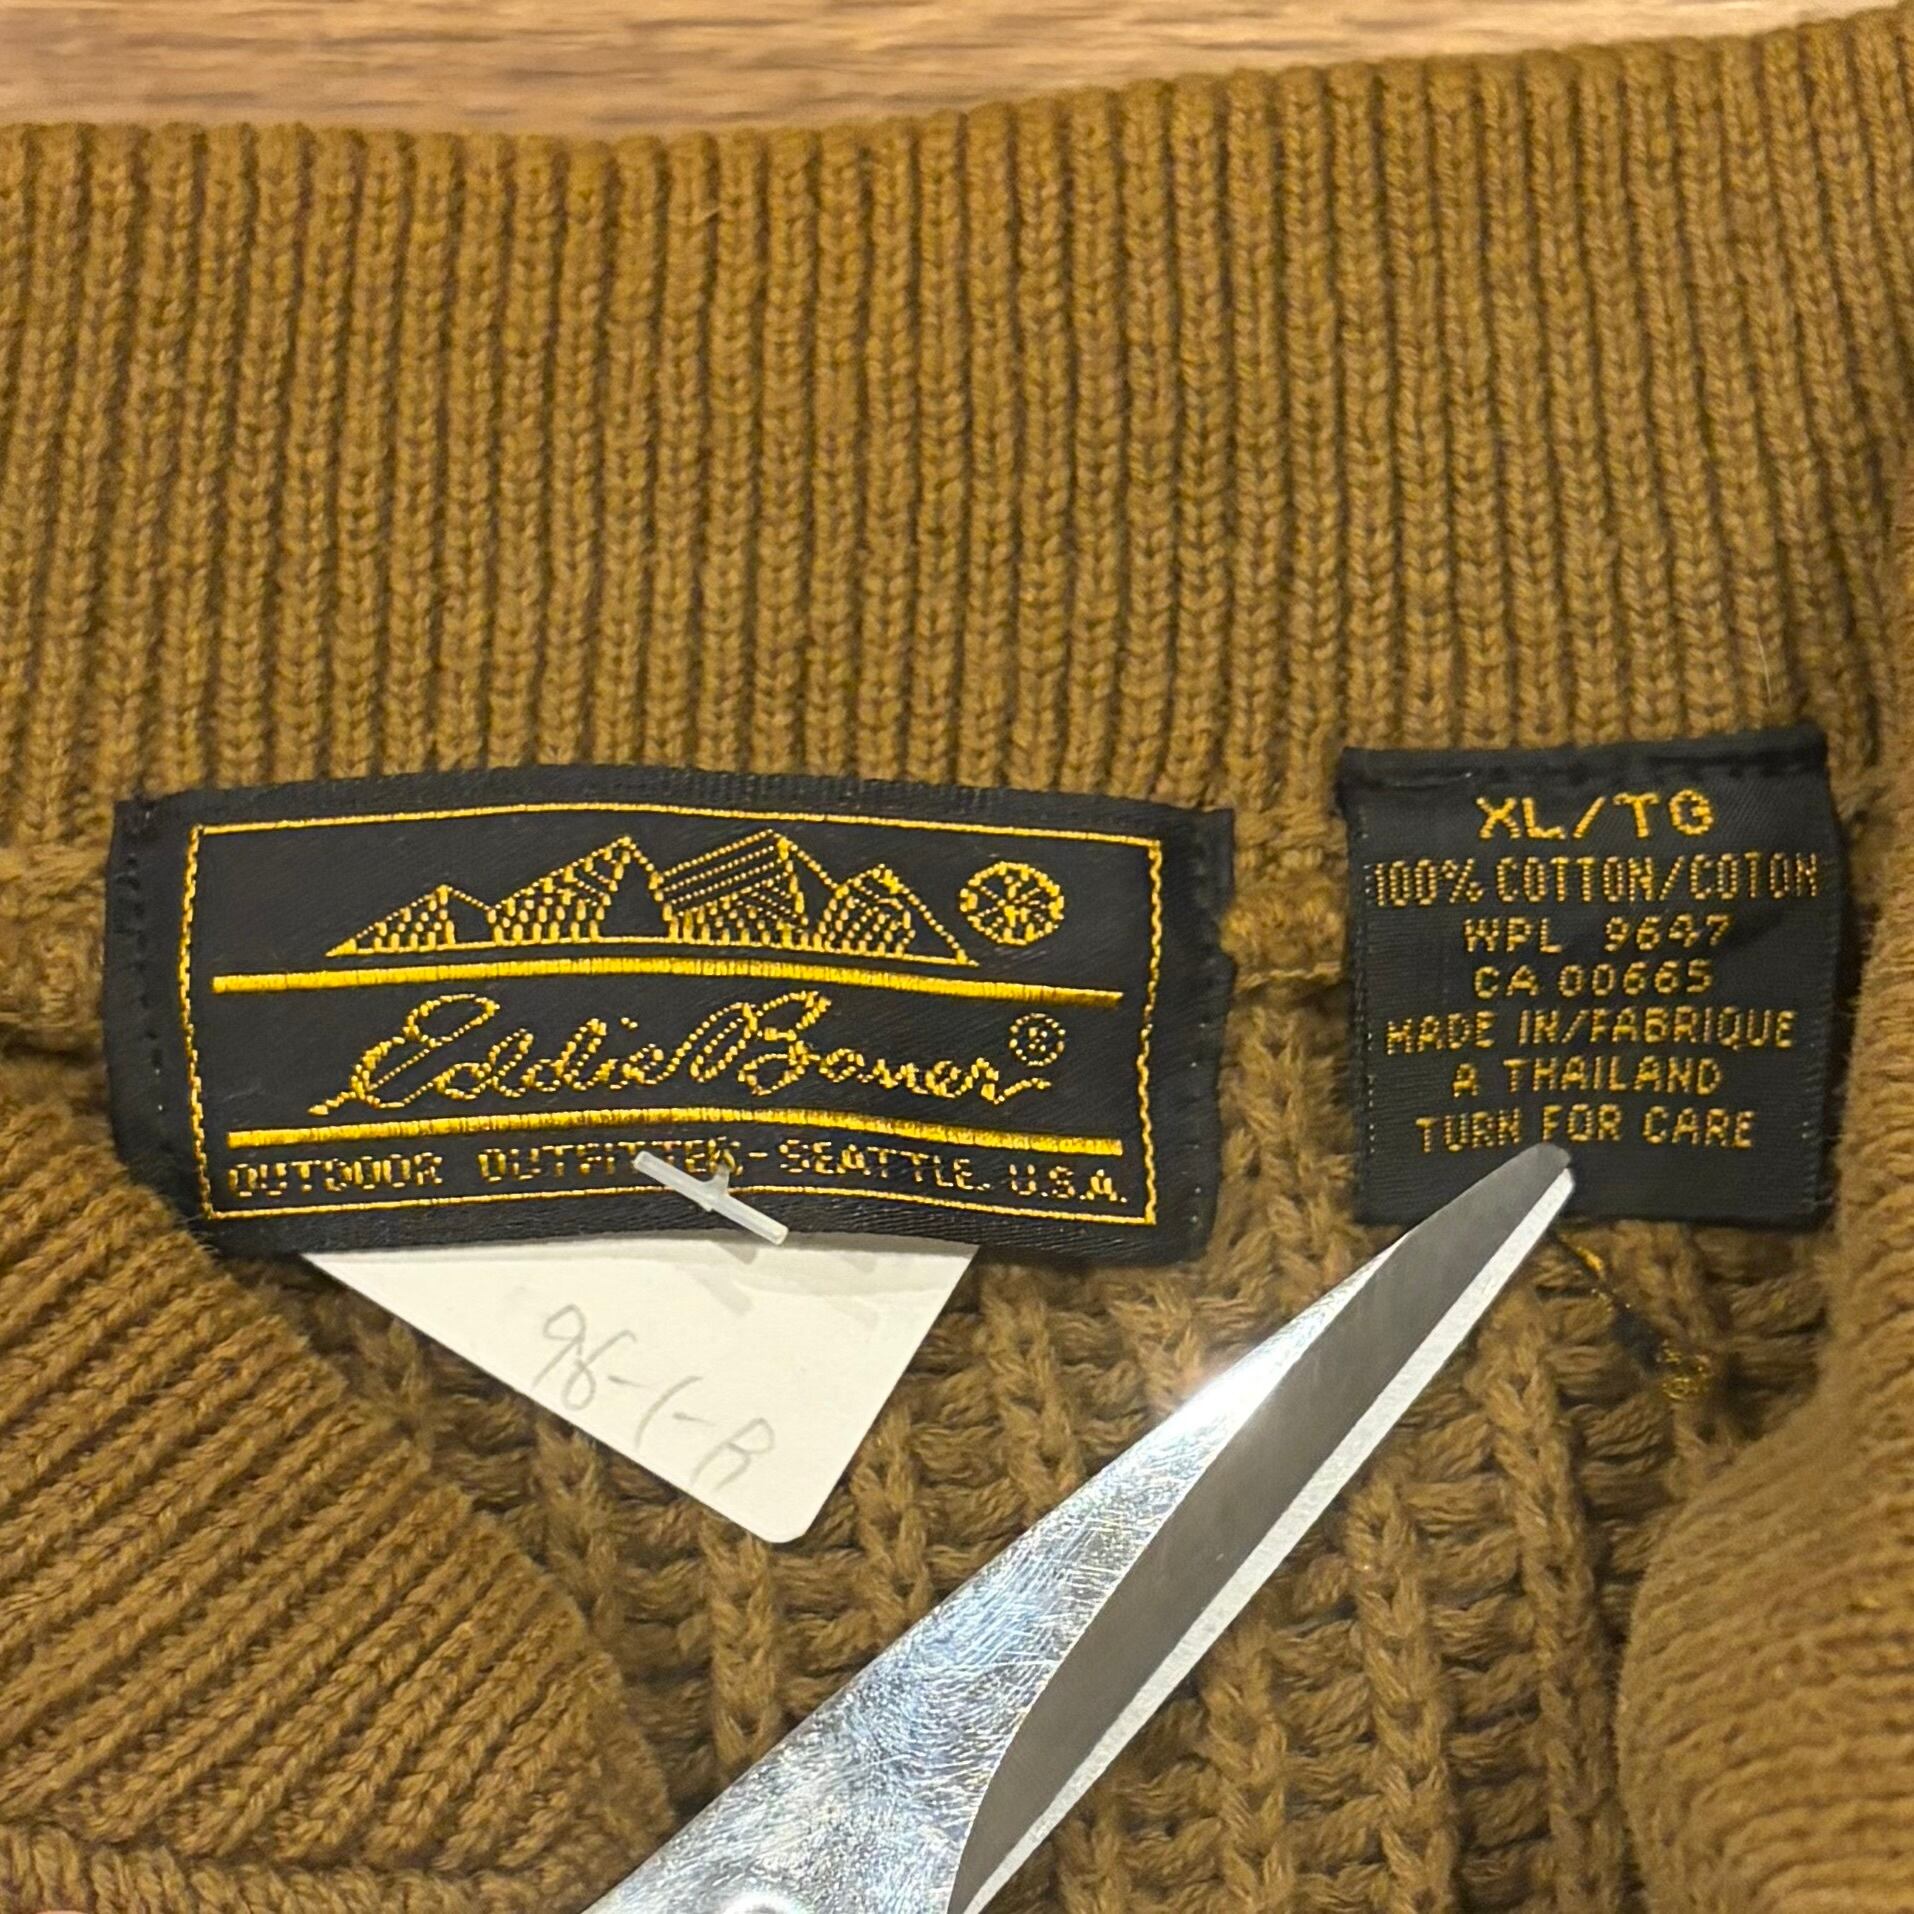 Eddie Bauer ®
OUTDOOR OUTFITTER-SEATTLE. U.S.A.
96-1-R
XL/TG
100% COTTON/COTON
WPL 9647
CA 00665
MADE IN/FABRIQUE
A THAILAND
TURN FOR CARE